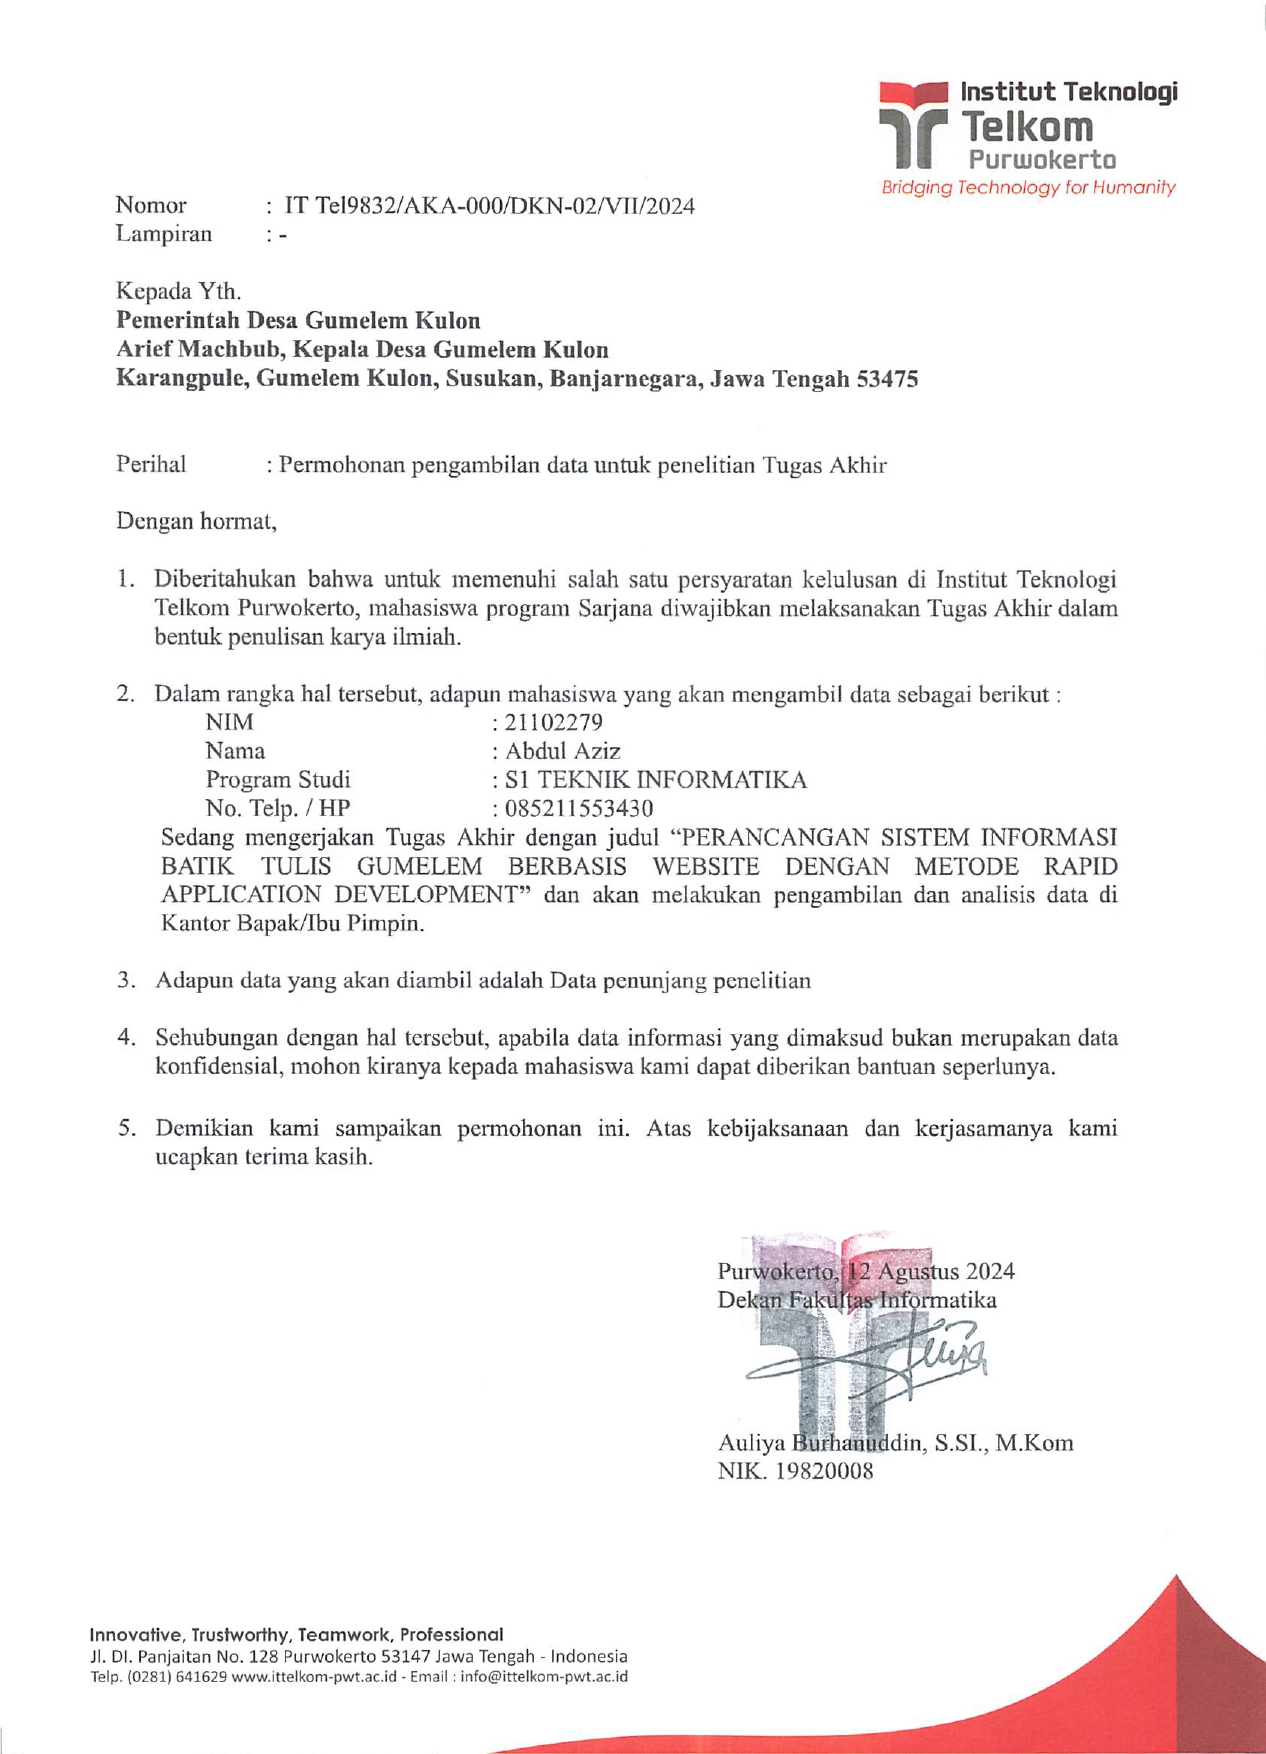 Institut Teknologi
Telkom
Purwokerto
Bridging Technology for Humanity
Nomor : IT Tel9832/AKA-000/DKN-02/VII/2024
Lampiran : -
Kepada Yth.
Pemerintah Desa Gumelem Kulon
Arief Machbub, Kepala Desa Gumelem Kulon
Karangpule, Gumelem Kulon, Susukan, Banjarnegara, Jawa Tengah 53475
Perihal : Permohonan pengambilan data untuk penelitian Tugas Akhir
Dengan hormat,
1. Diberitahukan bahwa untuk memenuhi salah satu persyaratan kelulusan di Institut Teknologi
Telkom Purwokerto, mahasiswa program Sarjana diwajibkan melaksanakan Tugas Akhir dalam
bentuk penulisan karya ilmiah.
2. Dalam rangka hal tersebut, adapun mahasiswa yang akan mengambil data sebagai berikut :
NIM : 21102279
Nama : Abdul Aziz
Program Studi : S1 TEKNIK INFORMATIKA
No. Telp. / HP : 085211553430
Sedang mengerjakan Tugas Akhir dengan judul “PERANCANGAN SISTEM INFORMASI
BATIK TULIS GUMELEM BERBASIS WEBSITE DENGAN METODE RAPID
APPLICATION DEVELOPMENT” dan akan melakukan pengambilan dan analisis data di
Kantor Bapak/Ibu Pimpin.
3. Adapun data yang akan diambil adalah Data penunjang penelitian
4. Sehubungan dengan hal tersebut, apabila data informasi yang dimaksud bukan merupakan data
konfidensial, mohon kiranya kepada mahasiswa kami dapat diberikan bantuan seperlunya.
5. Demikian kami sampaikan permohonan ini. Atas kebijaksanaan dan kerjasamanya kami
ucapkan terima kasih.
Purwokerto, 12 Agustus 2024
Dekan Fakultas Informatika
Auliya Burhanuddin, S.SI., M.Kom
NIK. 19820008
Innovative, Trustworthy, Teamwork, Professional
Jl. DI. Panjaitan No. 128 Purwokerto 53147 Jawa Tengah - Indonesia
Telp. (0281) 641629 www.ittelkom-pwt.ac.id - Email : info@ittelkom-pwt.ac.id